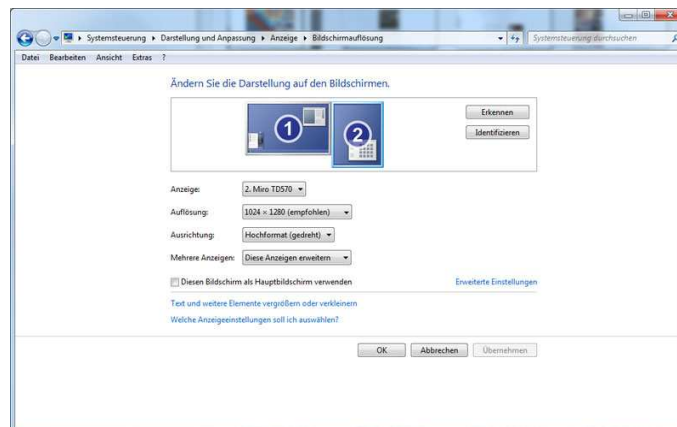 Systemsteuerung ▸ Darstellung und Anpassung ▸ Anzeige ▸ Bildschirmauflösung
Systemsteuerung durchsuchen
Datei Bearbeiten Ansicht Extras ?
Ändern Sie die Darstellung auf den Bildschirmen.
1
2
Erkennen
Identifizieren
Anzeige: 2. Miro TD570
Auflösung: 1024 × 1280 (empfohlen)
Ausrichtung: Hochformat (gedreht)
Mehrere Anzeigen: Diese Anzeigen erweitern
Diesen Bildschirm als Hauptbildschirm verwenden Erweiterte Einstellungen
Text und weitere Elemente vergrößern oder verkleinern
Welche Anzeigeeinstellungen soll ich auswählen?
OK Abbrechen Übernehmen